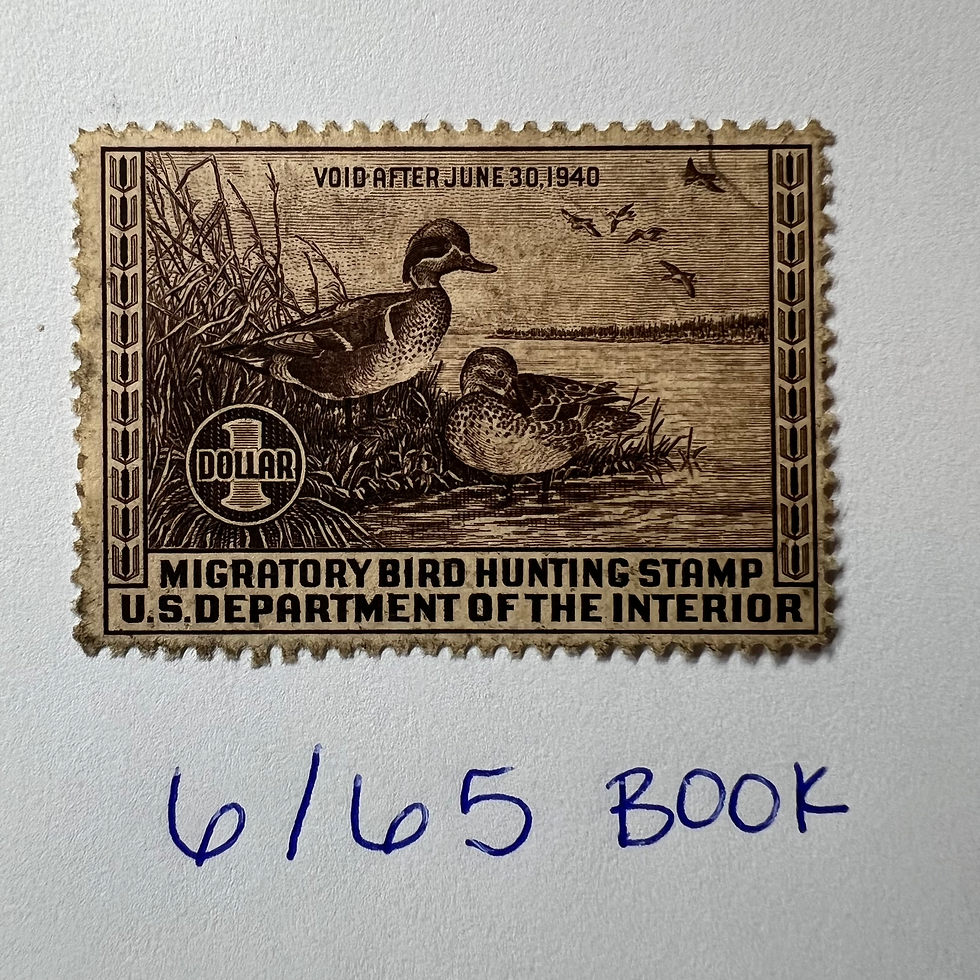 VOID AFTER JUNE 30, 1940
1 DOLLAR
MIGRATORY BIRD HUNTING STAMP
U.S. DEPARTMENT OF THE INTERIOR
6/65 BOOK